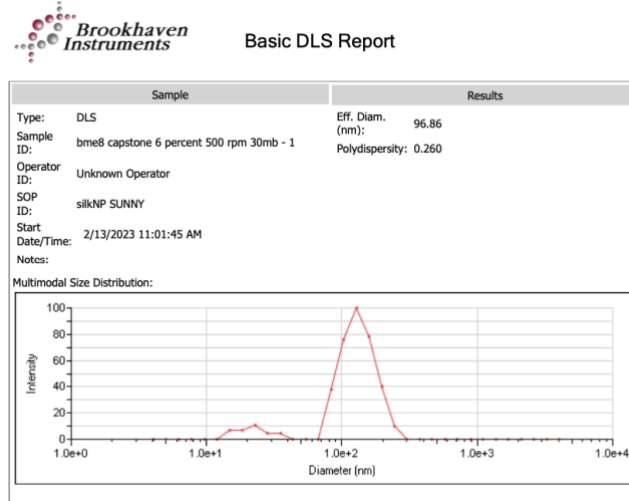 Brookhaven
Instruments
Basic DLS Report
Sample
Results
Type: DLS
Sample ID: bme8 capstone 6 percent 500 rpm 30mb - 1
Operator ID: Unknown Operator
SOP ID: silkNP SUNNY
Start Date/Time: 2/13/2023 11:01:45 AM
Notes:
Eff. Diam. (nm): 96.86
Polydispersity: 0.260
Multimodal Size Distribution:
100
80
60
40
20
0
Intensity
1.0e+0 1.0e+1 1.0e+2 1.0e+3 1.0e+4
Diameter (nm)